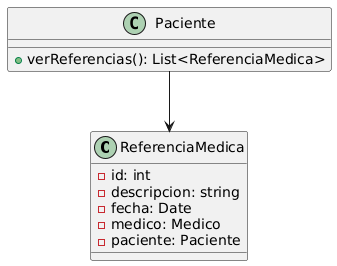 C Paciente
verReferencias(): List<ReferenciaMedica>
C ReferenciaMedica
id: int
descripcion: string
fecha: Date
medico: Medico
paciente: Paciente